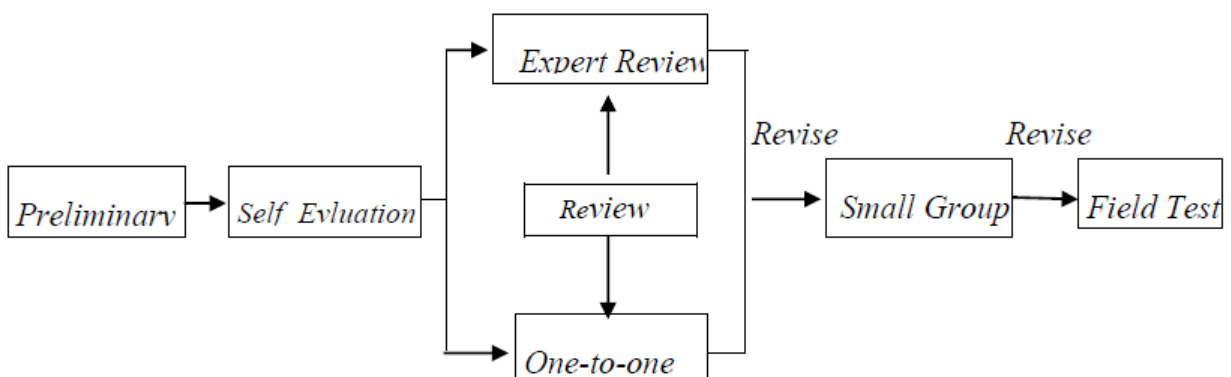 Expert Review
Revise
Revise
Preliminary
Self Evluation
Review
Small Group
Field Test
One-to-one